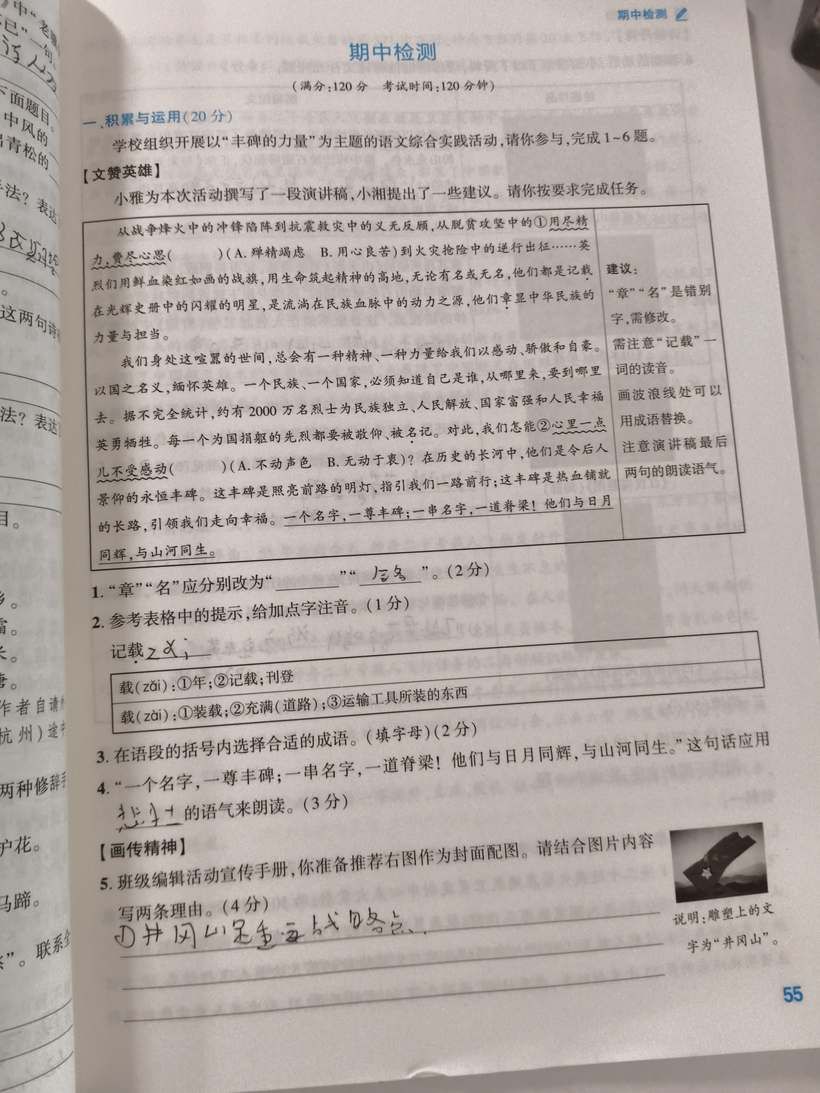 期中检测
期中检测
(满分:120分 考试时间:120分钟)
一、积累与运用(20分)
学校组织开展以“丰碑的力量”为主题的语文综合实践活动,请你参与,完成1~6题。
【文赞英雄】
小雅为本次活动撰写了一段演讲稿,小湘提出了一些建议。请你按要求完成任务。
从战争烽火中的冲锋陷阵到抗震救灾中的义无反顾,从脱贫攻坚中的①用尽精
力,费尽心思( )(A. 殚精竭虑 B. 用心良苦)到火灾抢险中的逆行出征……英
烈们用鲜血染红如画的战旗,用生命筑起精神的高地,无论有名或无名,他们都是记载
在光辉史册中的闪耀的明星,是流淌在民族血脉中的动力之源,他们章显中华民族的
力量与担当。
我们身处这喧嚣的世间,总会有一种精神、一种力量给我们以感动、骄傲和自豪。
以国之名义,缅怀英雄。一个民族、一个国家,必须知道自己是谁,从哪里来,要到哪里
去。据不完全统计,约有2000万名烈士为民族独立、人民解放、国家富强和人民幸福
英勇牺牲。每一个为国捐躯的先烈都要被敬仰、被名记。对此,我们怎能②心里一点
儿不受感动( )(A. 不动声色 B. 无动于衷)?在历史的长河中,他们是令后人
景仰的永恒丰碑。这丰碑是照亮前路的明灯,指引我们一路前行;这丰碑是热血铺就
的长路,引领我们走向幸福。一个名字,一尊丰碑;一串名字,一道脊梁!他们与日月
同辉,与山河同生。
建议:
“章”“名”是错别
字,需修改。
需注意“记载”一
词的读音。
画波浪线处可以
用成语替换。
注意演讲稿最后
两句的朗读语气。
1. “章”“名”应分别改为“ ”“ 铭 ”。(2分)
2. 参考表格中的提示,给加点字注音。(1分)
记载 zǎi
载(zǎi):①年;②记载;刊登
载(zài):①装载;②充满(道路);③运输工具所装的东西
3. 在语段的括号内选择合适的成语。(填字母)(2分)
4. “一个名字,一尊丰碑;一串名字,一道脊梁!他们与日月同辉,与山河同生。”这句话应用
悲壮 的语气来朗读。(3分)
【画传精神】
5. 班级编辑活动宣传手册,你准备推荐右图作为封面配图。请结合图片内容
写两条理由。(4分)
①井冈山是重要战略点.
说明:雕塑上的文
字为“井冈山”。
55